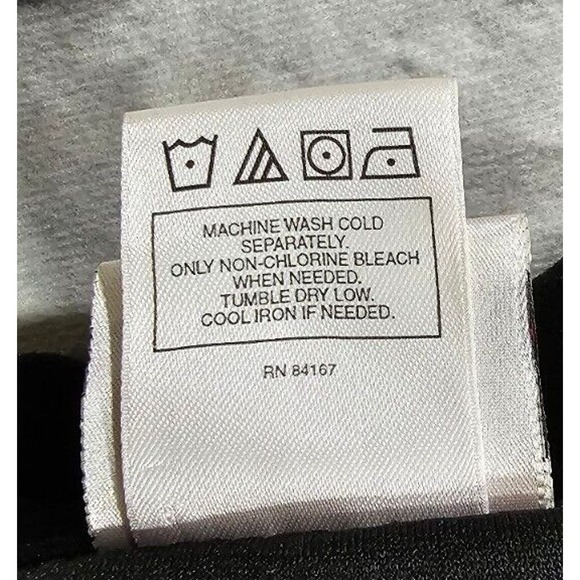 MACHINE WASH COLD
SEPARATELY.
ONLY NON-CHLORINE BLEACH
WHEN NEEDED.
TUMBLE DRY LOW.
COOL IRON IF NEEDED.
RN 84167